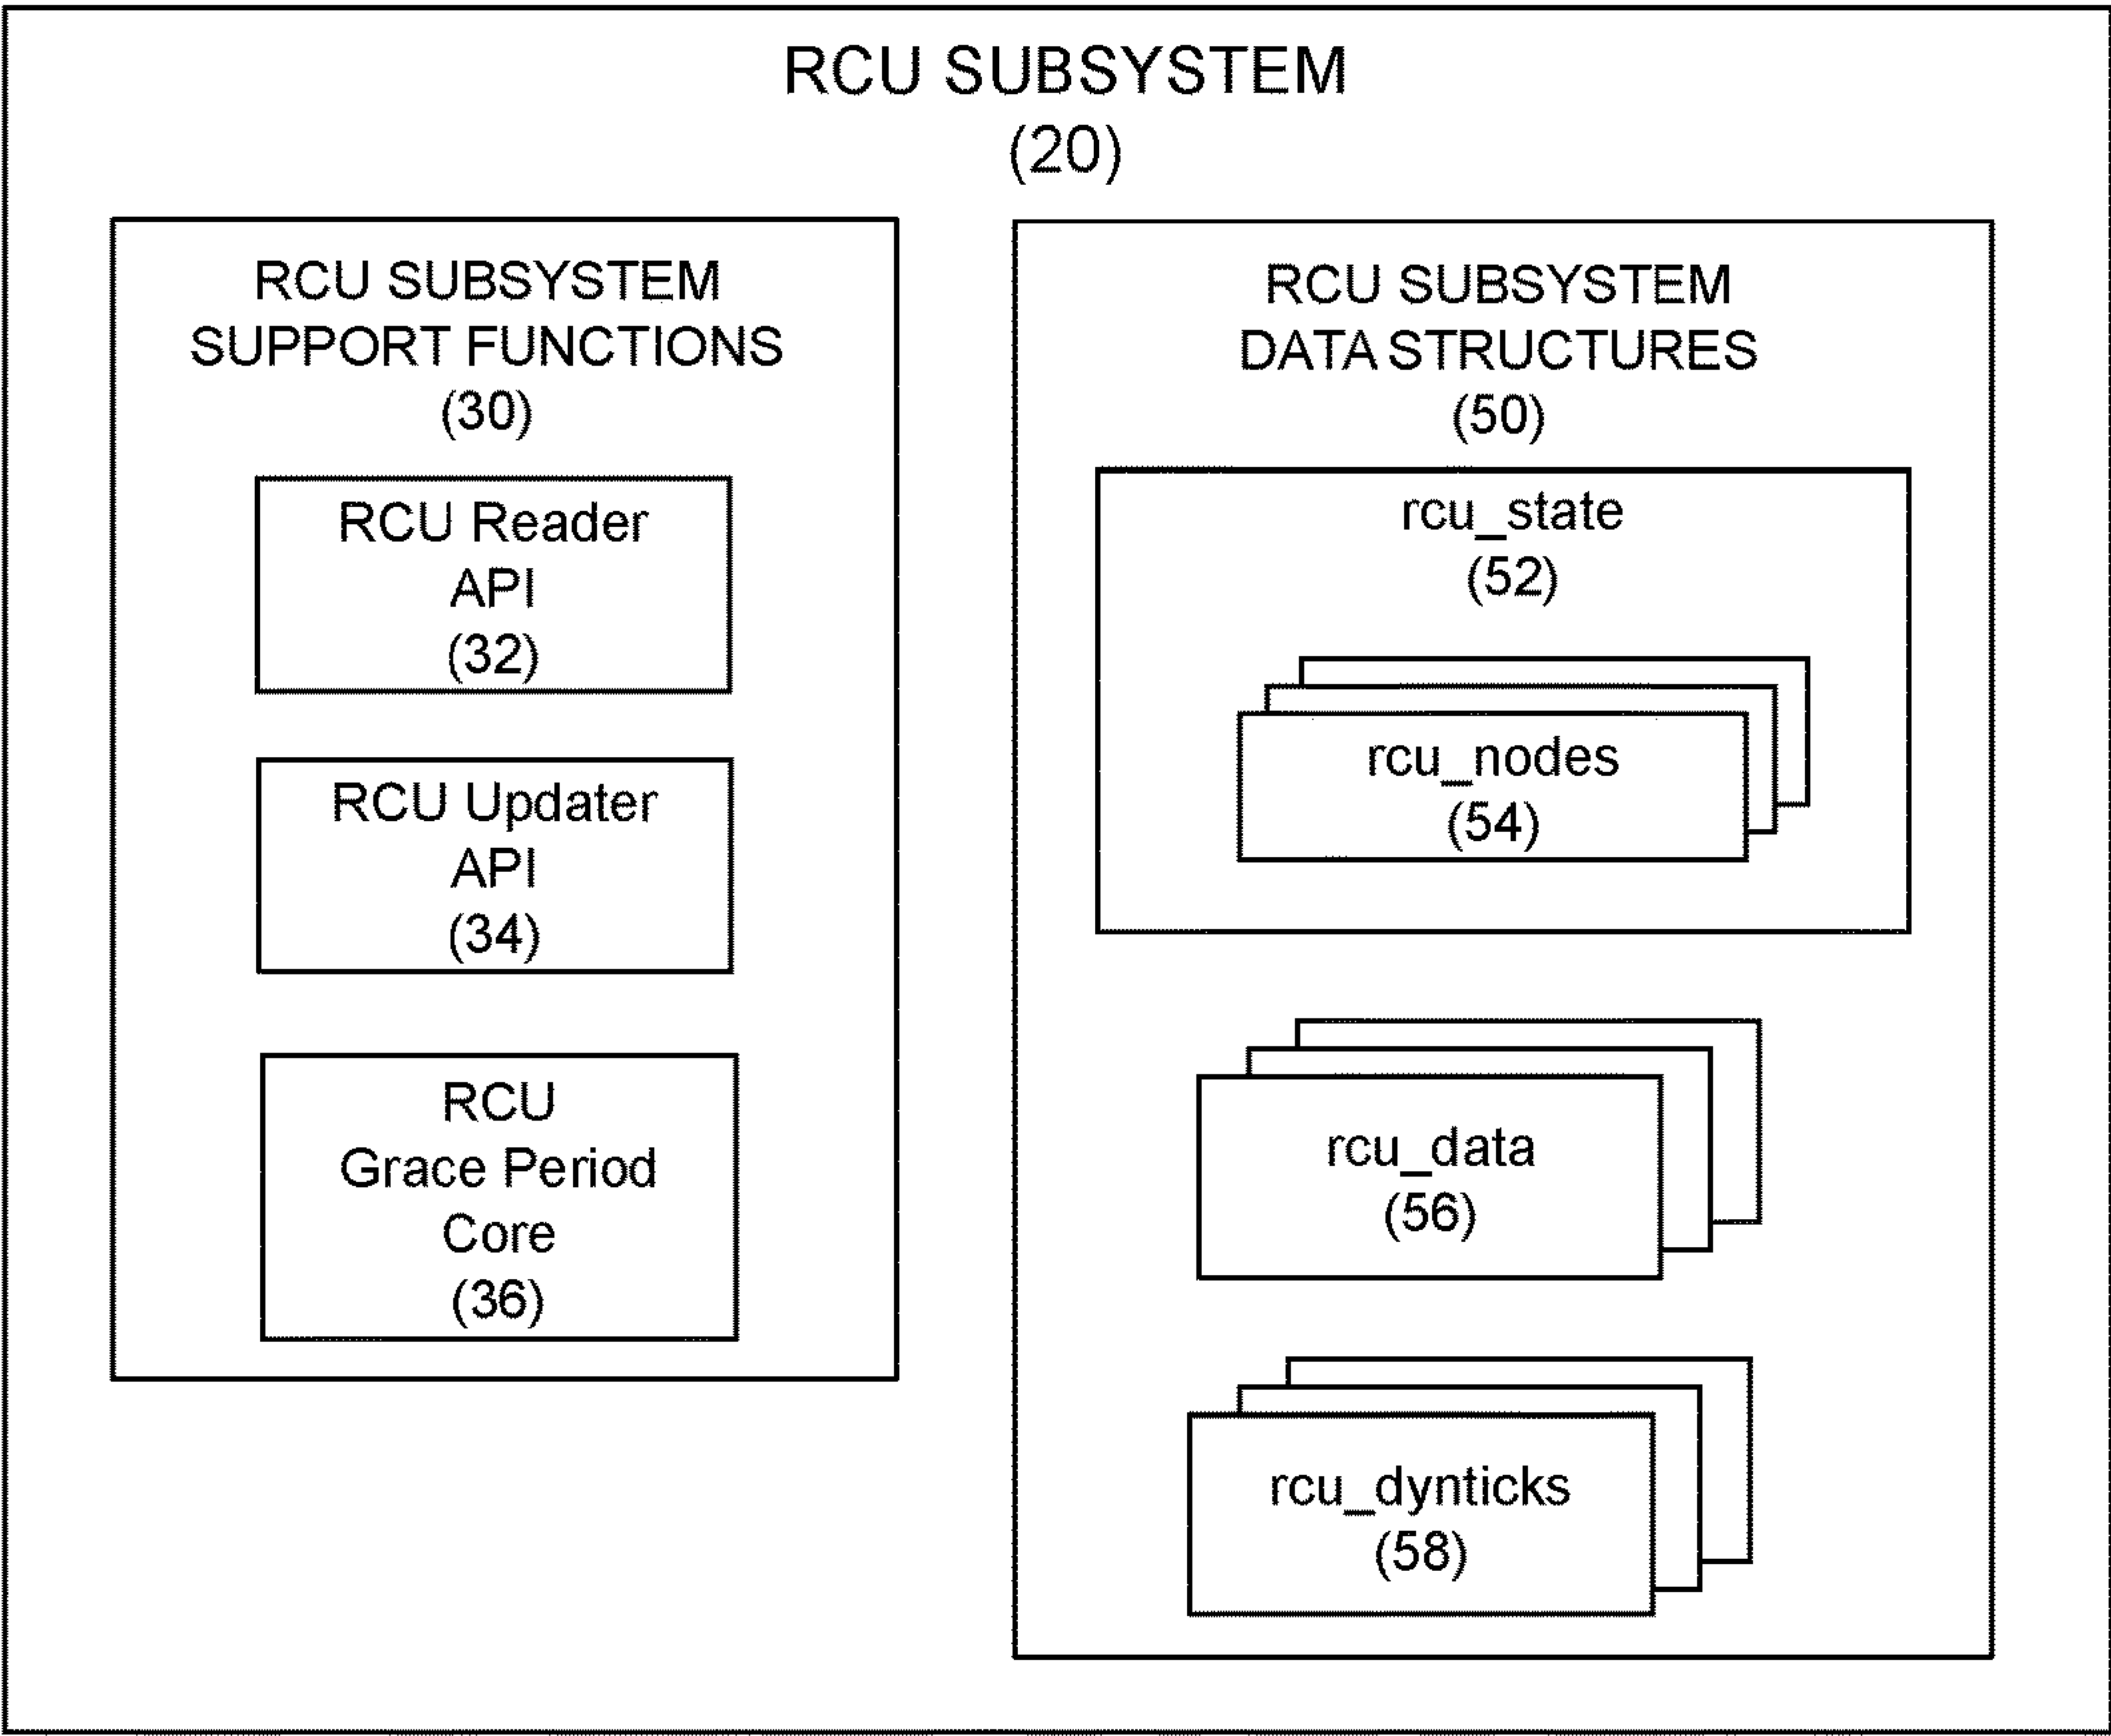 RCU SUBSYSTEM
(20)
RCU SUBSYSTEM
SUPPORT FUNCTIONS
(30)
RCU Reader
API
(32)
RCU Updater
API
(34)
RCU
Grace Period
Core
(36)
RCU SUBSYSTEM
DATA STRUCTURES
(50)
rcu_state
(52)
rcu_nodes
(54)
rcu_data
(56)
rcu_dynticks
(58)